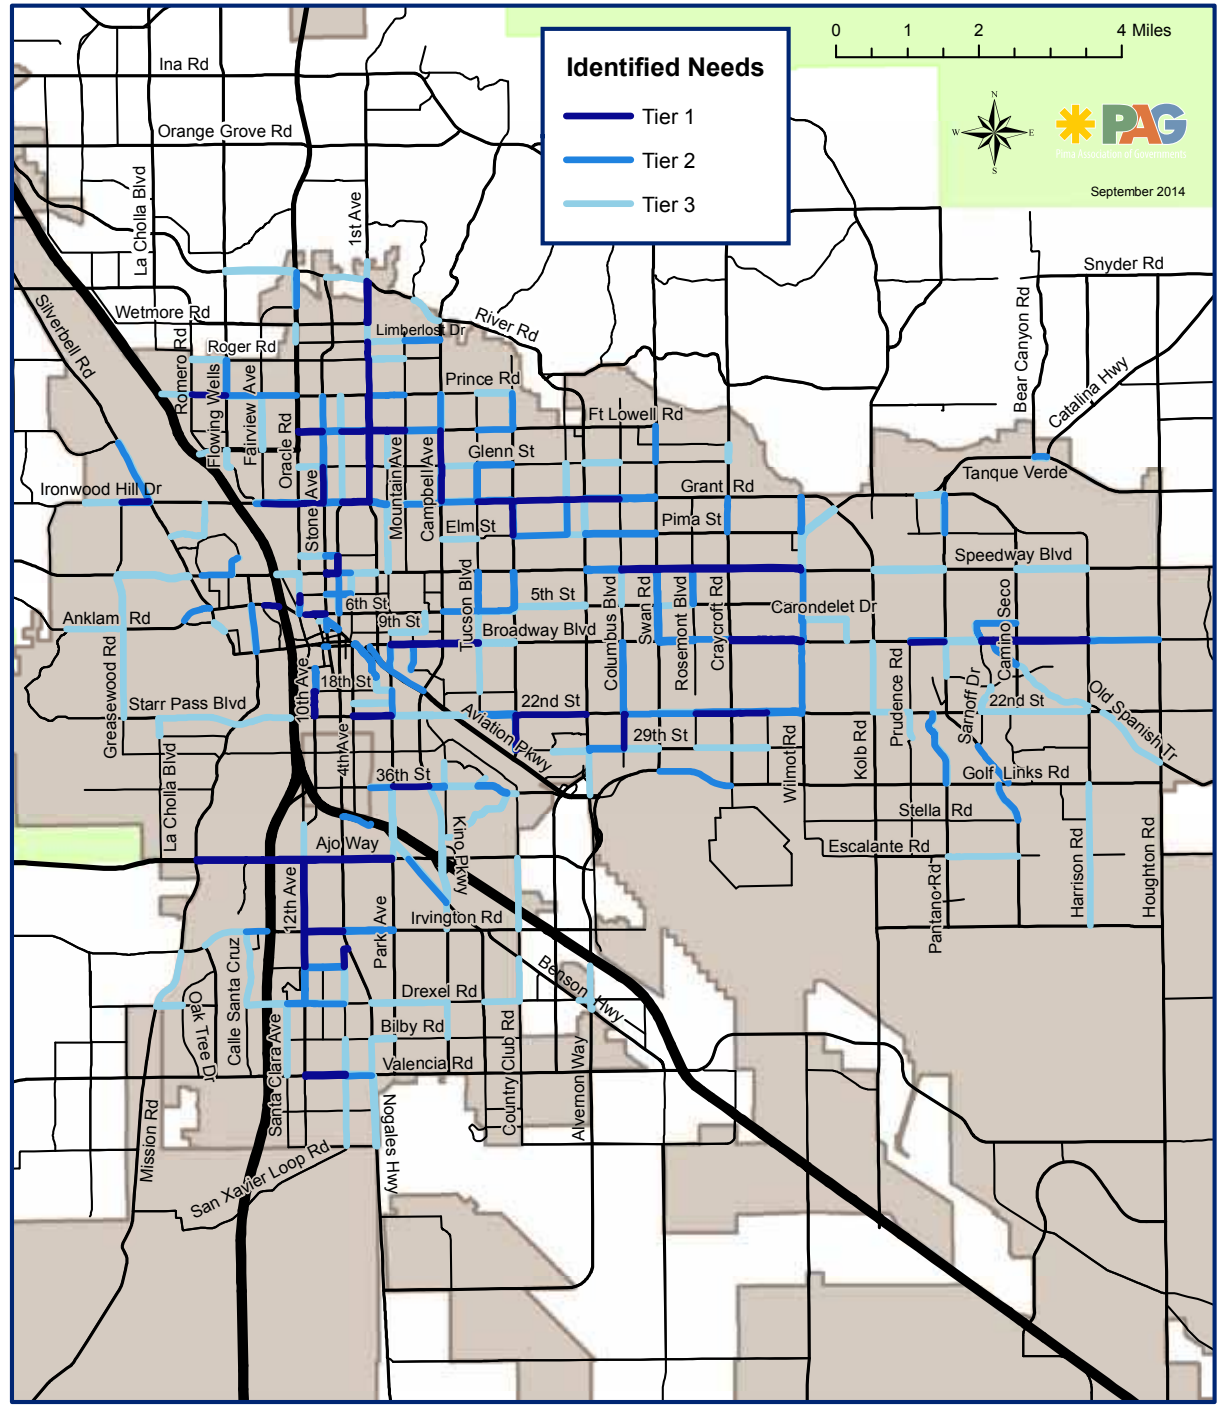 0 1 2 4 Miles
Identified Needs
Tier 1
Tier 2
Tier 3
N
W E
S
PAG
Pima Association of Governments
September 2014
Ina Rd
Orange Grove Rd
La Cholla Blvd
1st Ave
Snyder Rd
Silverbell Rd
Wetmore Rd
River Rd
Limberlost Dr
Romero Rd
Roger Rd
Bear Canyon Rd
Catalina Hwy
Flowing Wells
Fairview Ave
Prince Rd
Oracle Rd
Ft Lowell Rd
Mountain Ave
Campbell Ave
Glenn St
Tanque Verde
Ironwood Hill Dr
Stone Ave
Grant Rd
Elm St
Pima St
Speedway Blvd
Tucson Blvd
5th St
Columbus Blvd
Swan Rd
Rosemont Blvd
Craycroft Rd
Carondelet Dr
Camino Seco
Anklam Rd
6th St
9th St
Broadway Blvd
Greasewood Rd
10th Ave
18th St
Prudence Rd
Sarnoff Dr
Starr Pass Blvd
22nd St
22nd St
Old Spanish Tr
Aviation Pkwy
29th St
Wilmot Rd
Kolb Rd
La Cholla Blvd
4th Ave
36th St
Golf Links Rd
Stella Rd
Kino Pkwy
Ajo Way
Escalante Rd
Harrison Rd
Houghton Rd
12th Ave
Park Ave
Irvington Rd
Pantano Rd
Calle Santa Cruz
Oak Tree Dr
Benson Hwy
Drexel Rd
Bilby Rd
Santa Clara Ave
Valencia Rd
Country Club Rd
Alvernon Way
Mission Rd
Nogales Hwy
San Xavier Loop Rd